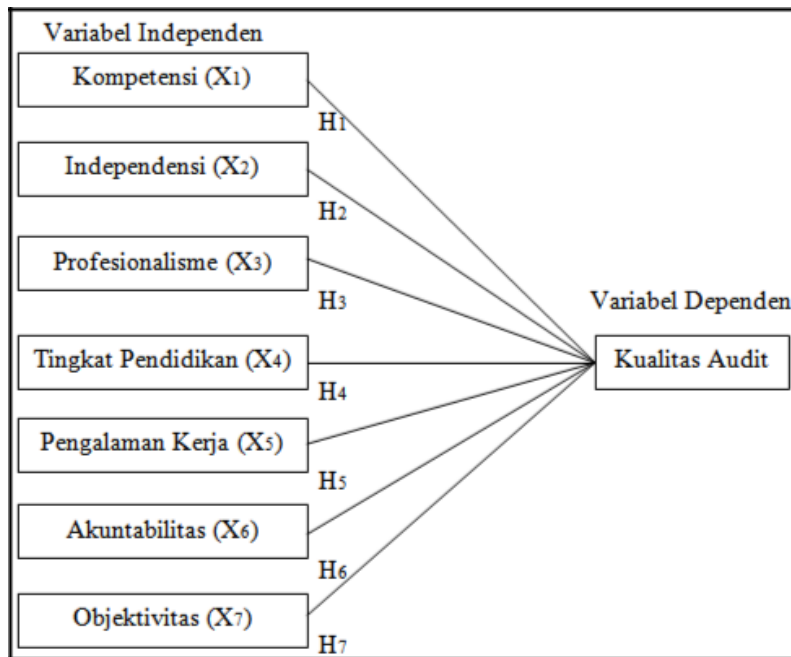 Variabel Independen
Kompetensi (X1)
H1
Independensi (X2)
H2
Profesionalisme (X3)
H3
Variabel Dependen
Tingkat Pendidikan (X4)
Kualitas Audit
H4
Pengalaman Kerja (X5)
H5
Akuntabilitas (X6)
H6
Objektivitas (X7)
H7